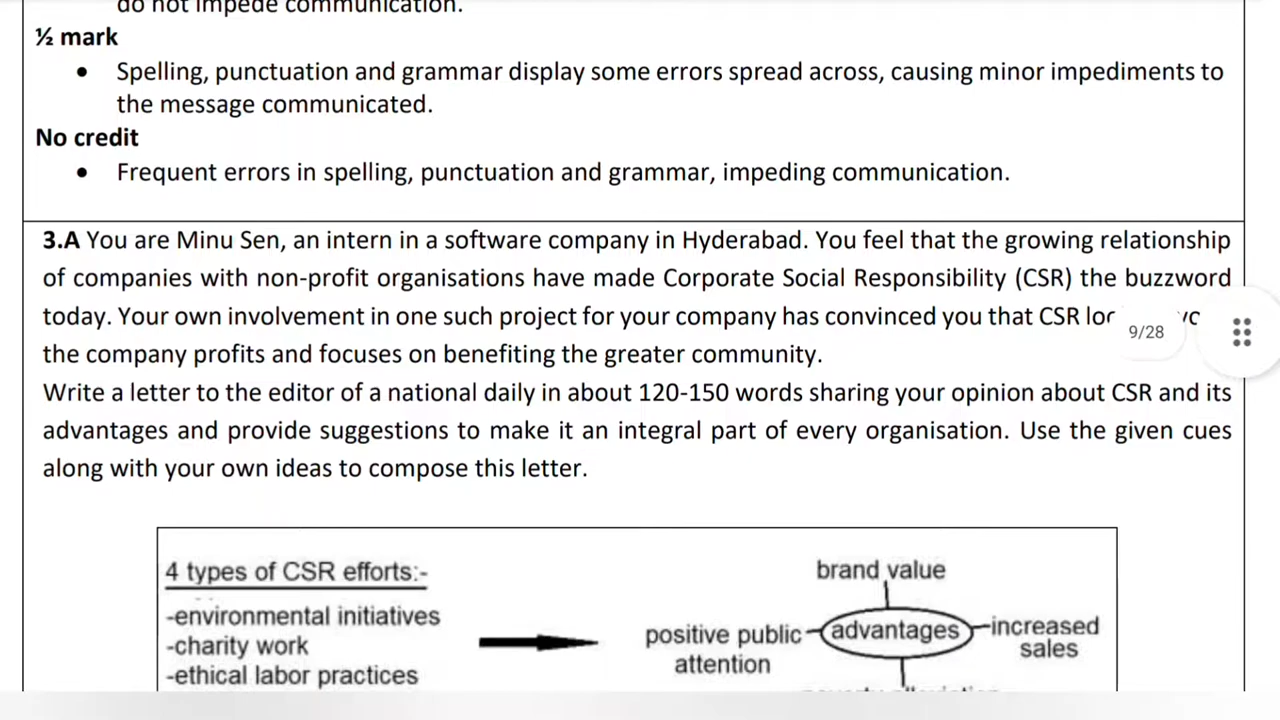 do not impede communication.
½ mark
• Spelling, punctuation and grammar display some errors spread across, causing minor impediments to
the message communicated.
No credit
• Frequent errors in spelling, punctuation and grammar, impeding communication.
3.A You are Minu Sen, an intern in a software company in Hyderabad. You feel that the growing relationship
of companies with non-profit organisations have made Corporate Social Responsibility (CSR) the buzzword
today. Your own involvement in one such project for your company has convinced you that CSR
9/28
the company profits and focuses on benefiting the greater community.
Write a letter to the editor of a national daily in about 120-150 words sharing your opinion about CSR and its
advantages and provide suggestions to make it an integral part of every organisation. Use the given cues
along with your own ideas to compose this letter.
4 types of CSR efforts:-
-environmental initiatives
-charity work
-ethical labor practices
brand value
positive public
attention
advantages
increased
sales